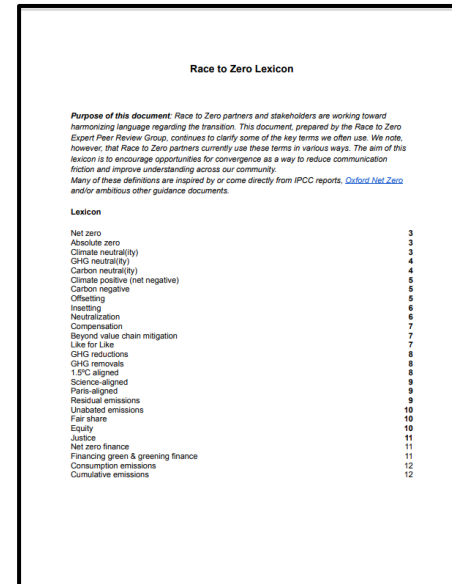 Race to Zero Lexicon
Purpose of this document: Race to Zero partners and stakeholders are working toward
harmonizing language regarding the transition. This document, prepared by the Race to Zero
Expert Peer Review Group, continues to clarify some of the key terms we often use. We note,
however, that Race to Zero partners currently use these terms in various ways. The aim of this
lexicon is to encourage opportunities for convergence as a way to reduce communication
friction and improve understanding across our community.
Many of these definitions are inspired by or come directly from IPCC reports, Oxford Net Zero
and/or ambitious other guidance documents.
Lexicon
Net zero 3
Absolute zero 3
Climate neutral(ity) 3
GHG neutral(ity) 4
Carbon neutral(ity) 4
Climate positive (net negative) 5
Carbon negative 5
Offsetting 5
Insetting 6
Neutralization 6
Compensation 7
Beyond value chain mitigation 7
Like for Like 7
GHG reductions 8
GHG removals 8
1.5ºC aligned 8
Science-aligned 9
Paris-aligned 9
Residual emissions 9
Unabated emissions 10
Fair share 10
Equity 10
Justice 11
Net zero finance 11
Financing green & greening finance 11
Consumption emissions 12
Cumulative emissions 12